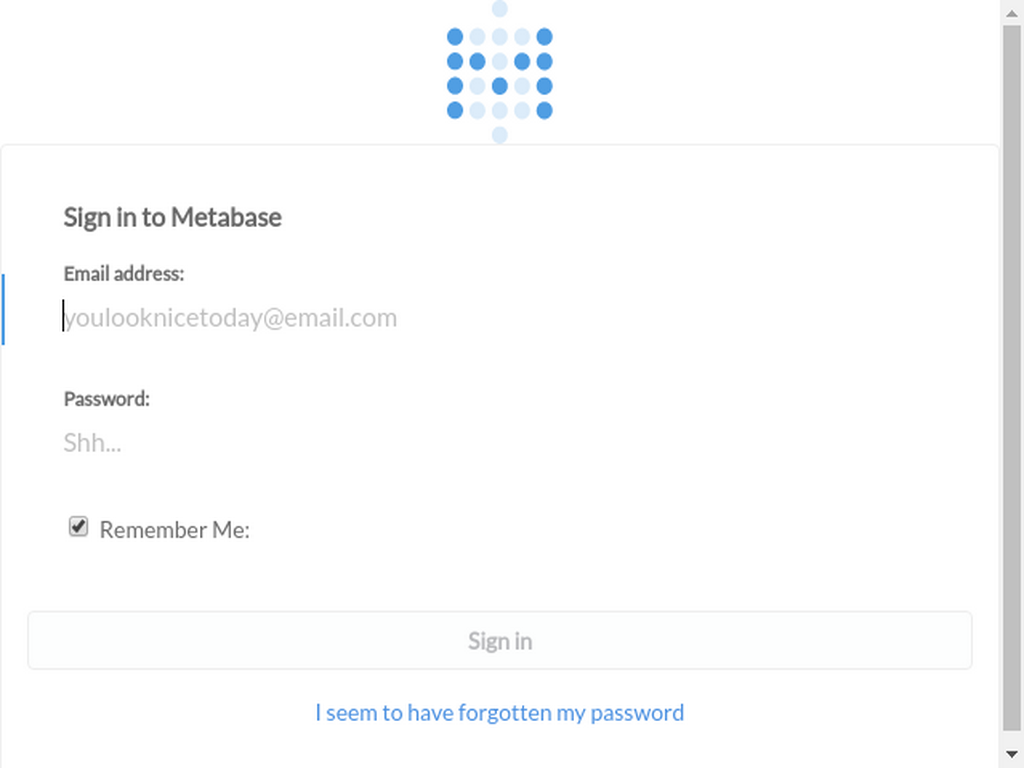 Sign in to Metabase
Email address:
youlooknicetoday@email.com
Password:
Shh...
Remember Me:
Sign in
I seem to have forgotten my password